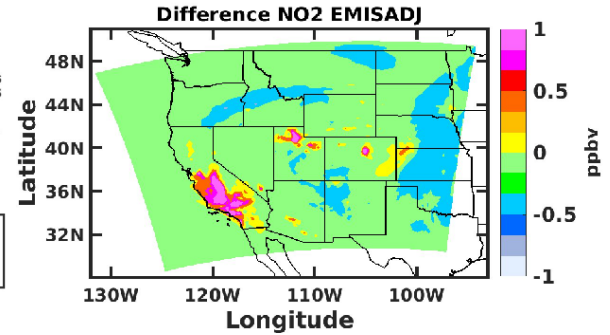 Difference NO2 EMISADJ
48N
44N
40N
36N
32N
Latitude
130W 120W 110W 100W
Longitude
1
0.5
0
-0.5
-1
ppbv